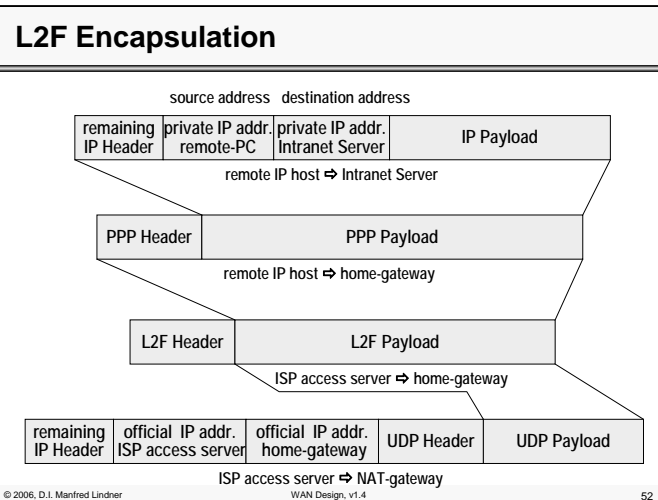 L2F Encapsulation
source address destination address
remaining IP Header
private IP addr. remote-PC
private IP addr. Intranet Server
IP Payload
remote IP host ⇨ Intranet Server
PPP Header
PPP Payload
remote IP host ⇨ home-gateway
L2F Header
L2F Payload
ISP access server ⇨ home-gateway
remaining IP Header
official IP addr. ISP access server
official IP addr. home-gateway
UDP Header
UDP Payload
ISP access server ⇨ NAT-gateway
© 2006, D.I. Manfred Lindner
WAN Design, v1.4
52